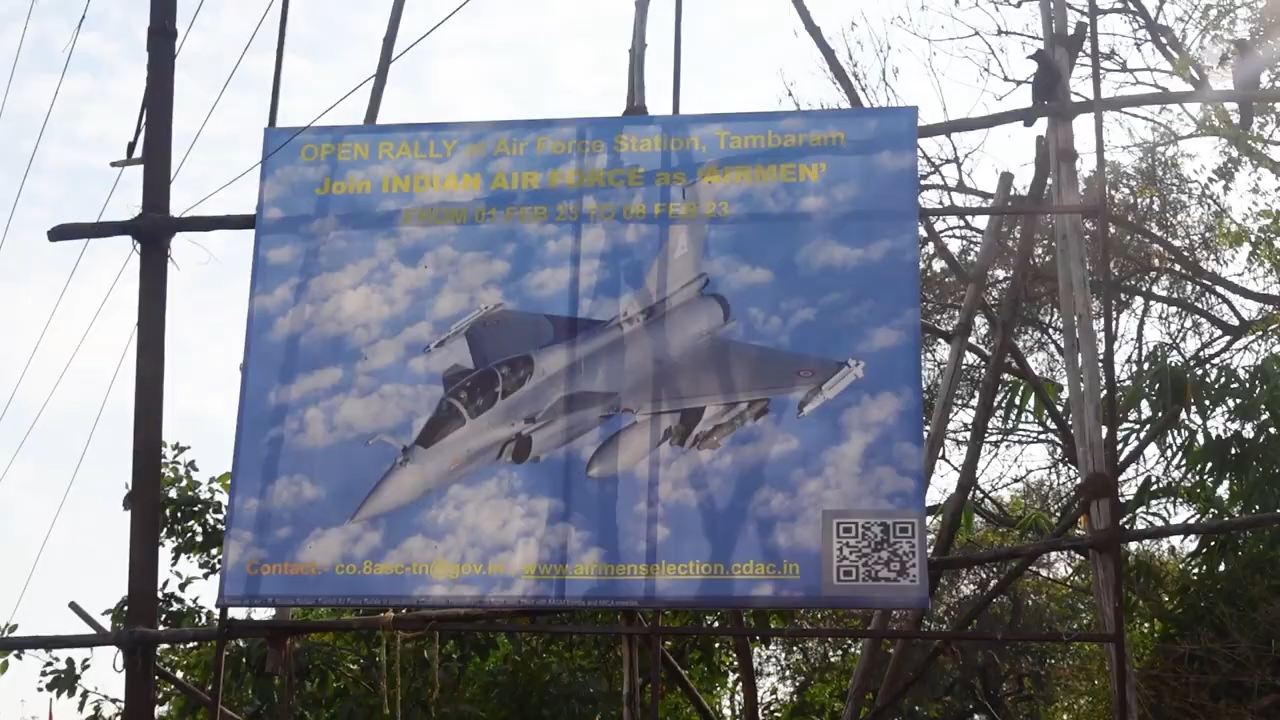 OPEN RALLY at Air Force Station, Tambaram
Join INDIAN AIR FORCE as 'AIRMEN'
FROM 01 FEB 23 TO 08 FEB 23
Contact:- co.8asc-tn@gov.in www.airmenselection.cdac.in